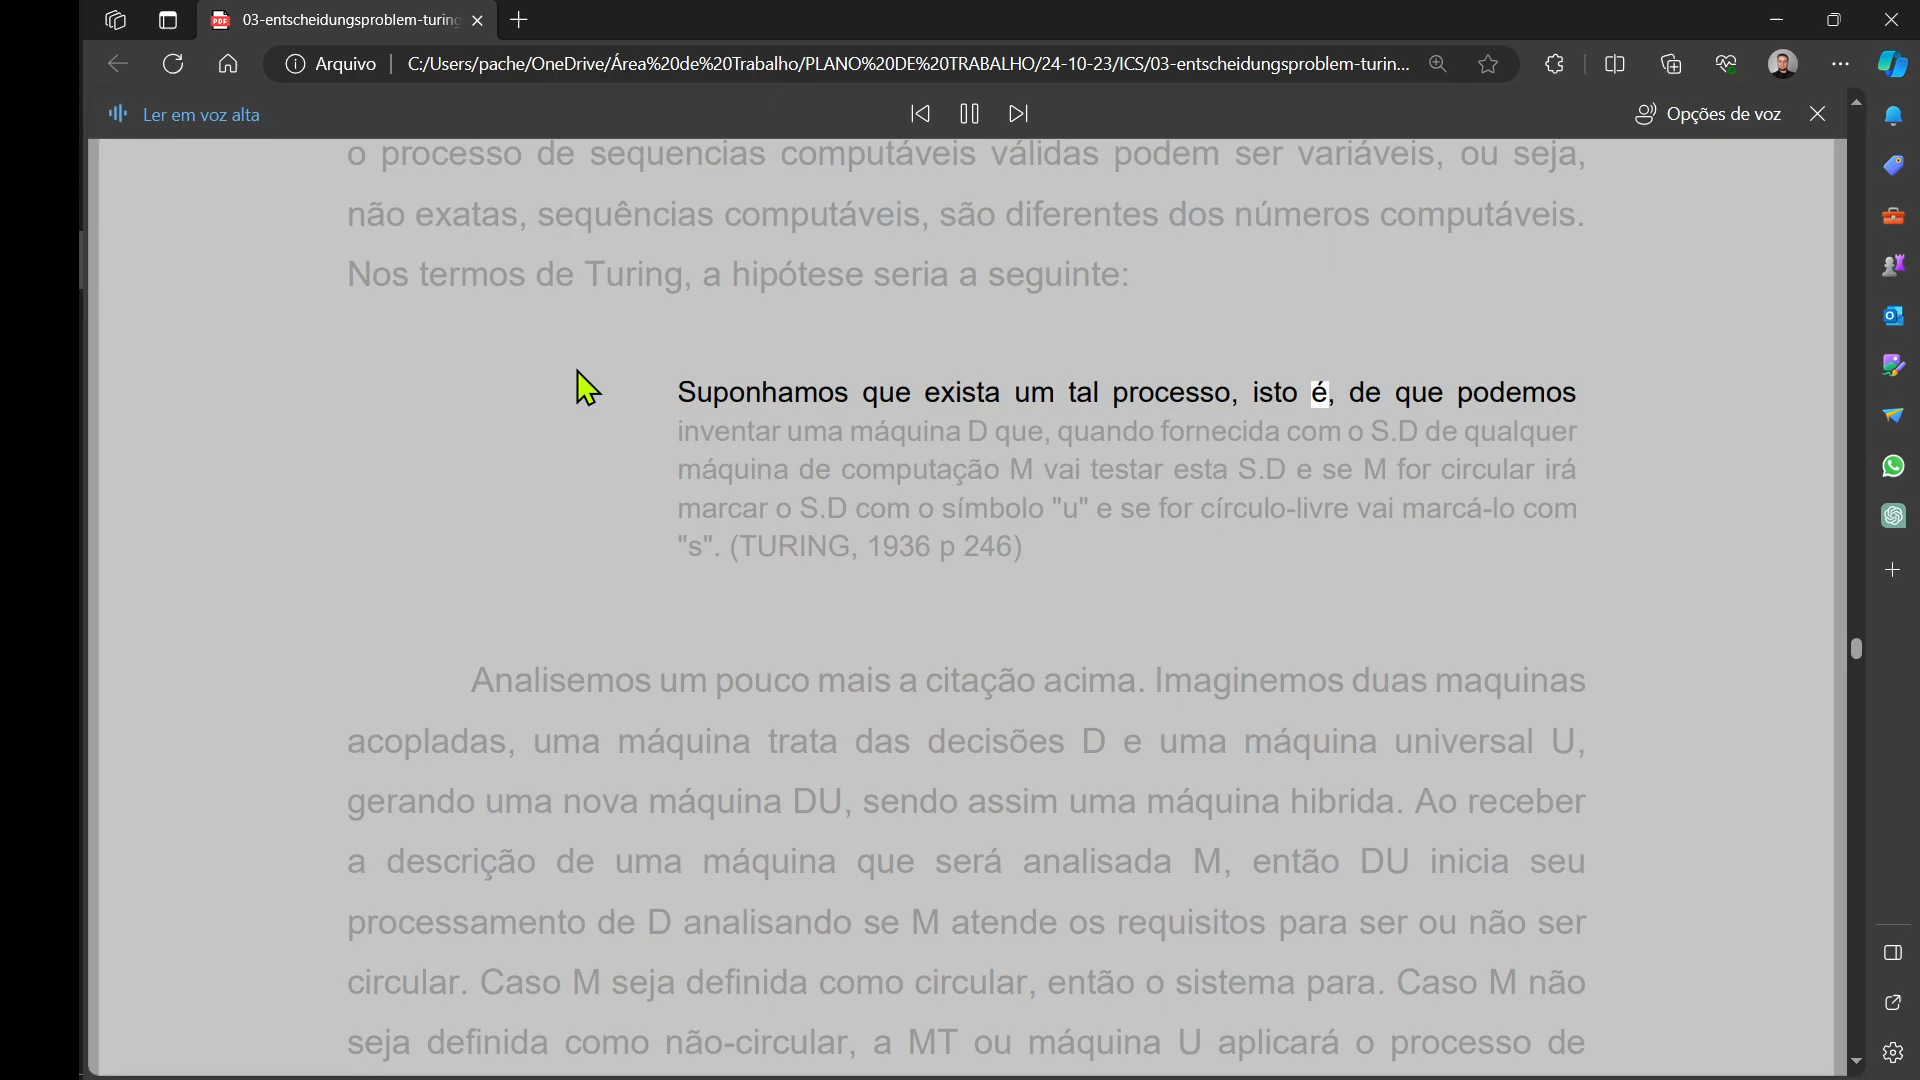 03-entscheidungsproblem-turing
Arquivo
C:/Users/pache/OneDrive/Área%20de%20Trabalho/PLANO%20DE%20TRABALHO/24-10-23/ICS/03-entscheidungsproblem-turin...
Ler em voz alta
Opções de voz
o processo de sequencias computáveis válidas podem ser variáveis, ou seja,
não exatas, sequências computáveis, são diferentes dos números computáveis.
Nos termos de Turing, a hipótese seria a seguinte:
Suponhamos que exista um tal processo, isto é, de que podemos
inventar uma máquina D que, quando fornecida com o S.D de qualquer
máquina de computação M vai testar esta S.D e se M for circular irá
marcar o S.D com o símbolo "u" e se for círculo-livre vai marcá-lo com
"s". (TURING, 1936 p 246)
Analisemos um pouco mais a citação acima. Imaginemos duas maquinas
acopladas, uma máquina trata das decisões D e uma máquina universal U,
gerando uma nova máquina DU, sendo assim uma máquina hibrida. Ao receber
a descrição de uma máquina que será analisada M, então DU inicia seu
processamento de D analisando se M atende os requisitos para ser ou não ser
circular. Caso M seja definida como circular, então o sistema para. Caso M não
seja definida como não-circular, a MT ou máquina U aplicará o processo de